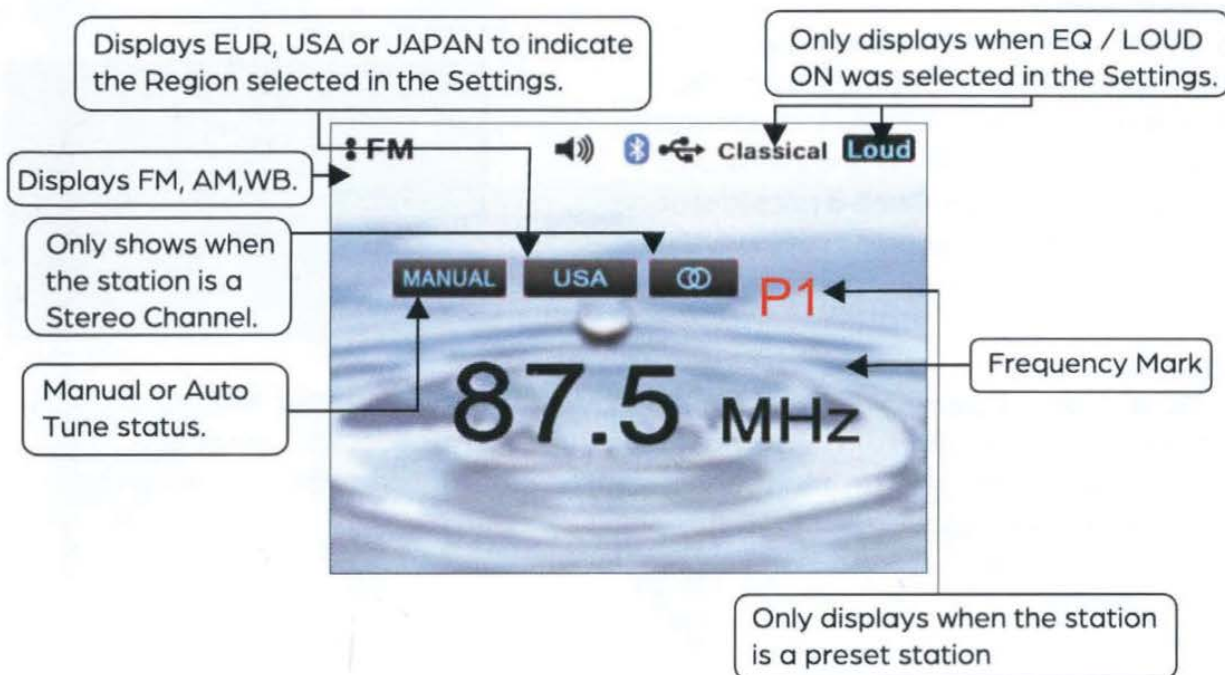 Displays EUR, USA or JAPAN to indicate
the Region selected in the Settings.
Only displays when EQ / LOUD
ON was selected in the Settings.
FM
Classical
Loud
Displays FM, AM,WB.
Only shows when
the station is a
Stereo Channel.
MANUAL
USA
P1
Frequency Mark
Manual or Auto
Tune status.
87.5 MHz
Only displays when the station
is a preset station